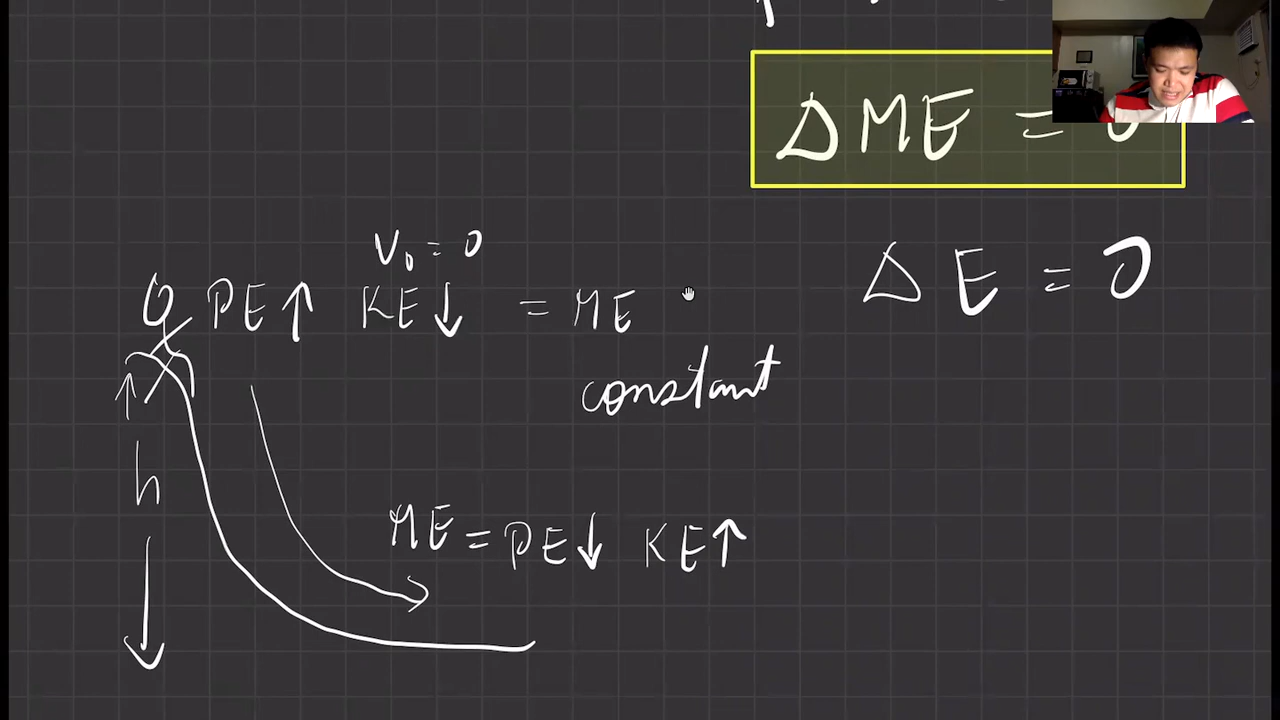 ΔME = 0
V₀ = 0
PE↑ KE↓ = ME
ΔE = 0
constant
h
ME = PE↓ KE↑